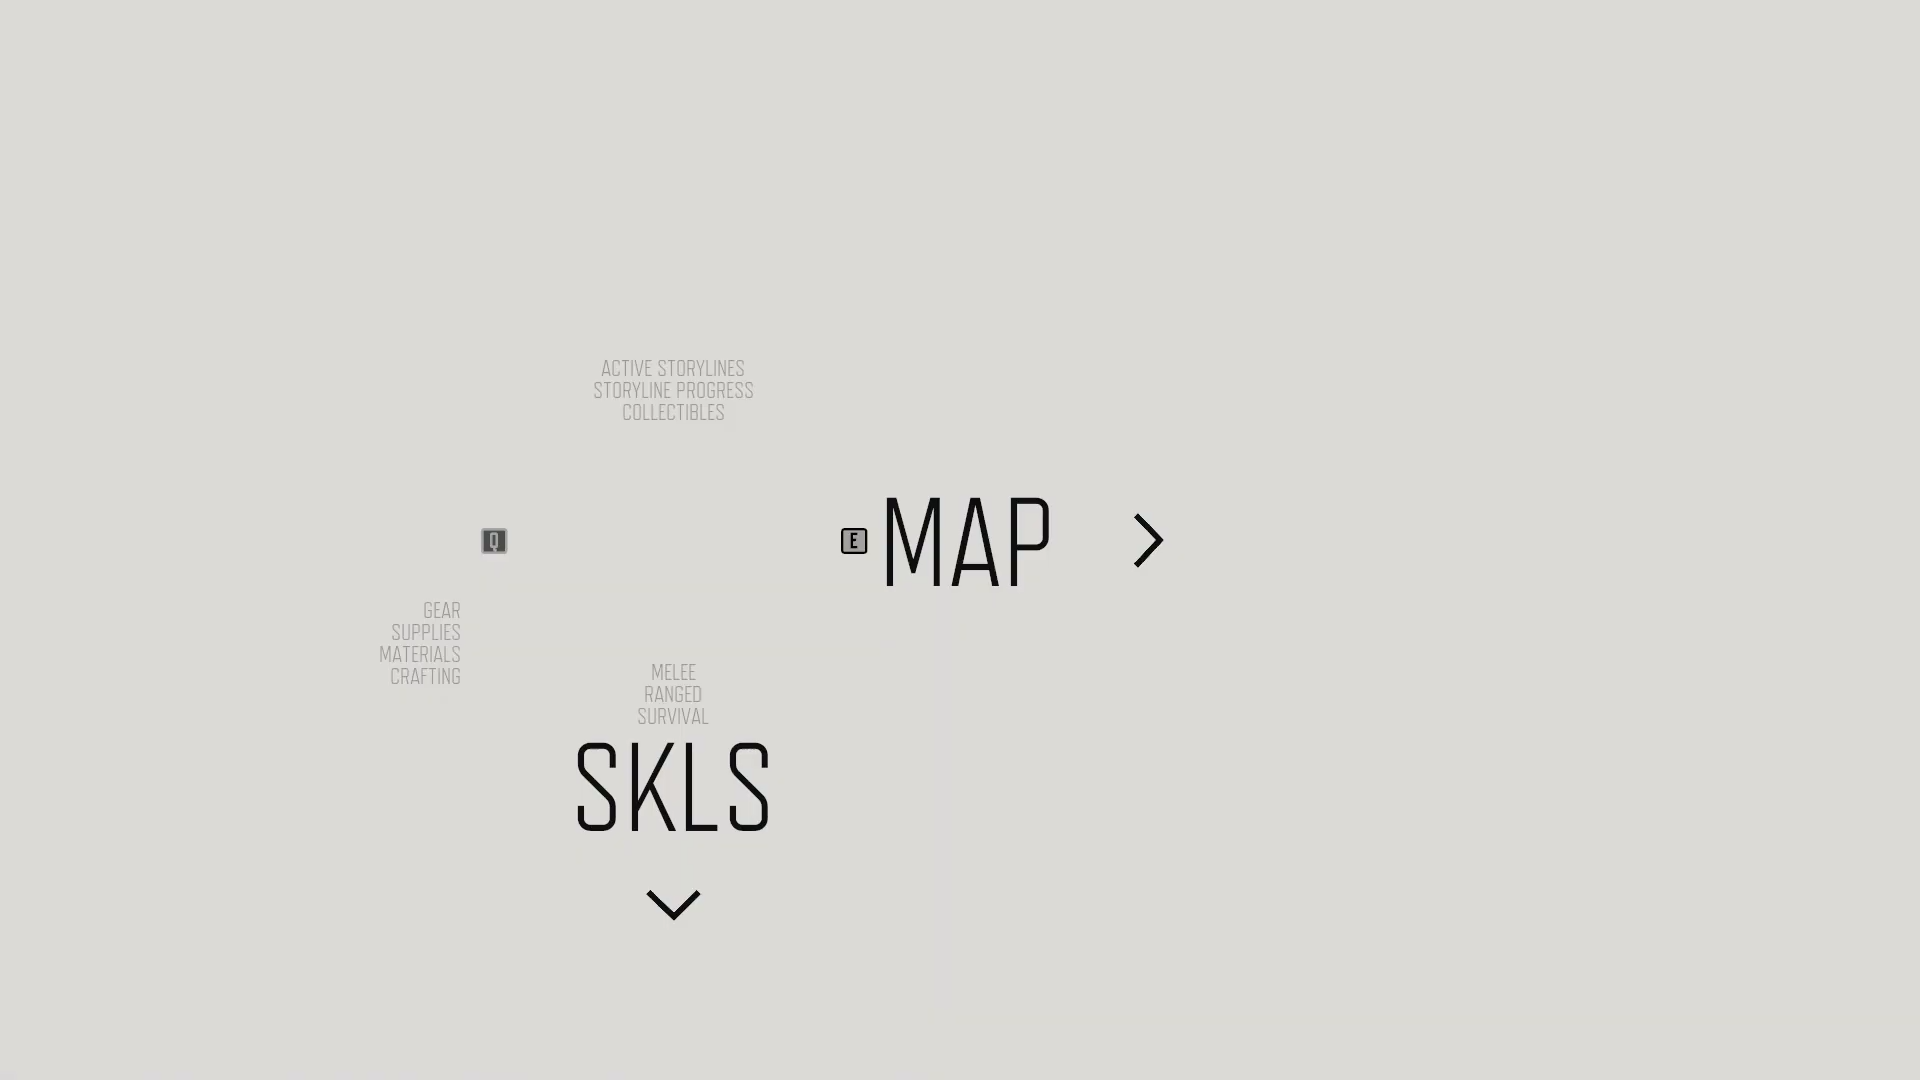 ACTIVE STORYLINES
STORYLINE PROGRESS
COLLECTIBLES
Q
E
MAP
GEAR
SUPPLIES
MATERIALS
CRAFTING
MELEE
RANGED
SURVIVAL
SKLS